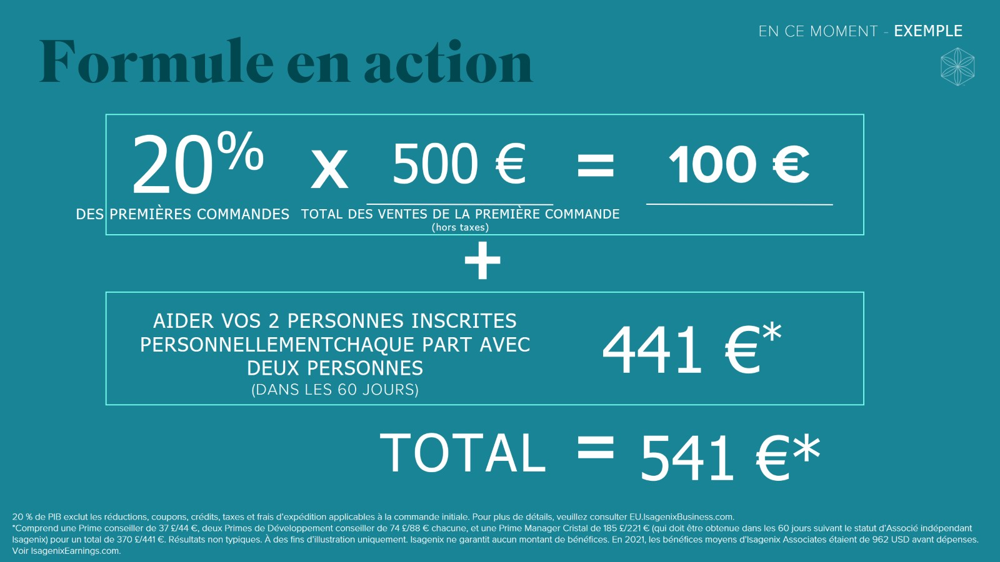 EN CE MOMENT - EXEMPLE
Formule en action
20% x 500 € = 100 €
DES PREMIÈRES COMMANDES TOTAL DES VENTES DE LA PREMIÈRE COMMANDE
(hors taxes)
+
AIDER VOS 2 PERSONNES INSCRITES
PERSONNELLEMENTCHAQUE PART AVEC
DEUX PERSONNES
(DANS LES 60 JOURS)
441 €*
TOTAL = 541 €*
20 % de PIB exclut les réductions, coupons, crédits, taxes et frais d'expédition applicables à la commande initiale. Pour plus de détails, veuillez consulter EU.IsagenixBusiness.com.
*Comprend une Prime conseiller de 37 £/44 €, deux Primes de Développement conseiller de 74 £/88 € chacune, et une Prime Manager Cristal de 185 £/221 € (qui doit être obtenue dans les 60 jours suivant le statut d'Associé indépendant
Isagenix) pour un total de 370 £/441 €. Résultats non typiques. À des fins d'illustration uniquement. Isagenix ne garantit aucun montant de bénéfices. En 2021, les bénéfices moyens d'Isagenix Associates étaient de 962 USD avant dépenses.
Voir IsagenixEarnings.com.